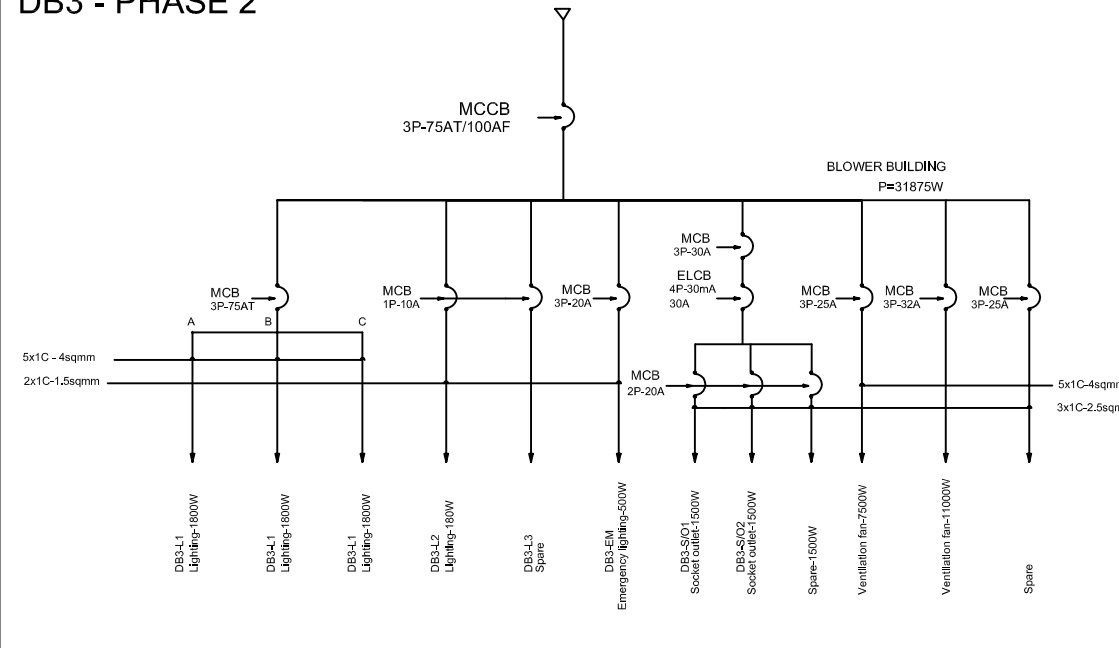 DB3 - PHASE 2
MCCB
3P-75AT/100AF
BLOWER BUILDING
P=31875W
MCB
3P-30A
ELCB
4P-30mA
30A
MCB
3P-75AT
MCB
1P-10A
MCB
3P-20A
MCB
3P-25A
MCB
3P-32A
MCB
3P-25A
A
B
C
5x1C - 4sqmm
2x1C-1.5sqmm
MCB
2P-20A
5x1C-4sqmm
3x1C-2.5sqm
DB3-L1
Lighting-1800W
DB3-L1
Lighting-1800W
DB3-L1
Lighting-1800W
DB3-L2
Lighting-180W
DB3-L3
Spare
DB3-EM
Emergency lighting-500W
DB3-S/O1
Socket outlet-1500W
DB3-S/O2
Socket outlet-1500W
Spare-1500W
Ventilation fan-7500W
Ventilation fan-11000W
Spare